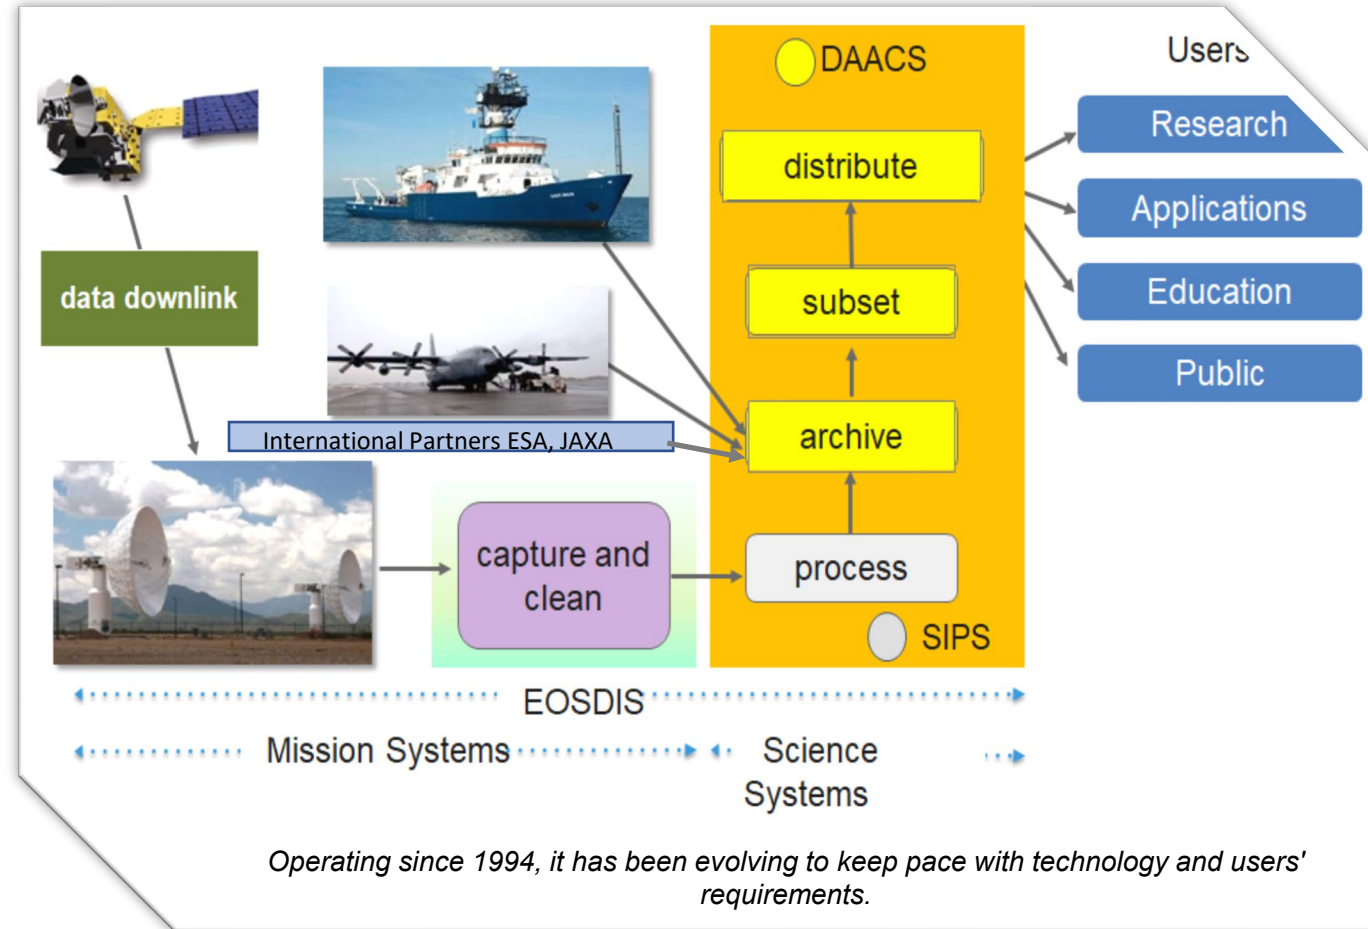 DAACS
Users
distribute
Research
Applications
data downlink
subset
Education
Public
International Partners ESA, JAXA
archive
capture and
clean
process
SIPS
EOSDIS
Mission Systems
Science
Systems
Operating since 1994, it has been evolving to keep pace with technology and users'
requirements.